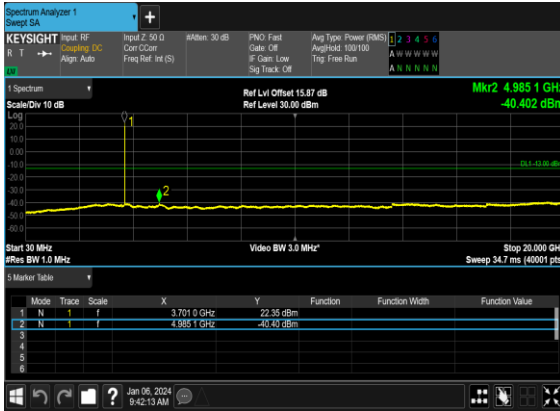 Spectrum Analyzer 1
Swept SA
KEYSIGHT Input: RF Input Z: 50 Ω #Atten: 30 dB PNO: Fast Avg Type: Power (RMS) 1 2 3 4 5 6
R T Coupling: DC Corr CCorr Gate: Off Avg|Hold: 100/100 A W W W W W
Align: Auto Freq Ref: Int (S) IF Gain: Low Trig: Free Run
LXI Sig Track: Off A N N N N N
1 Spectrum Ref Lvl Offset 15.87 dB Mkr2 4.985 1 GHz
Scale/Div 10 dB Ref Level 30.00 dBm -40.402 dBm
Log
20.0
10.0
0.00
-10.0
-20.0
-30.0
-40.0
-50.0
-60.0
1
DL1 -13.00 dBm
2
Start 30 MHz Video BW 3.0 MHz* Stop 20.000 GHz
#Res BW 1.0 MHz Sweep 34.7 ms (40001 pts)
5 Marker Table
Mode Trace Scale X Y Function Function Width Function Value
1 N 1 f 3.701 0 GHz 22.35 dBm
2 N 1 f 4.985 1 GHz -40.40 dBm
3
4
5
6
Jan 06, 2024
9:42:13 AM